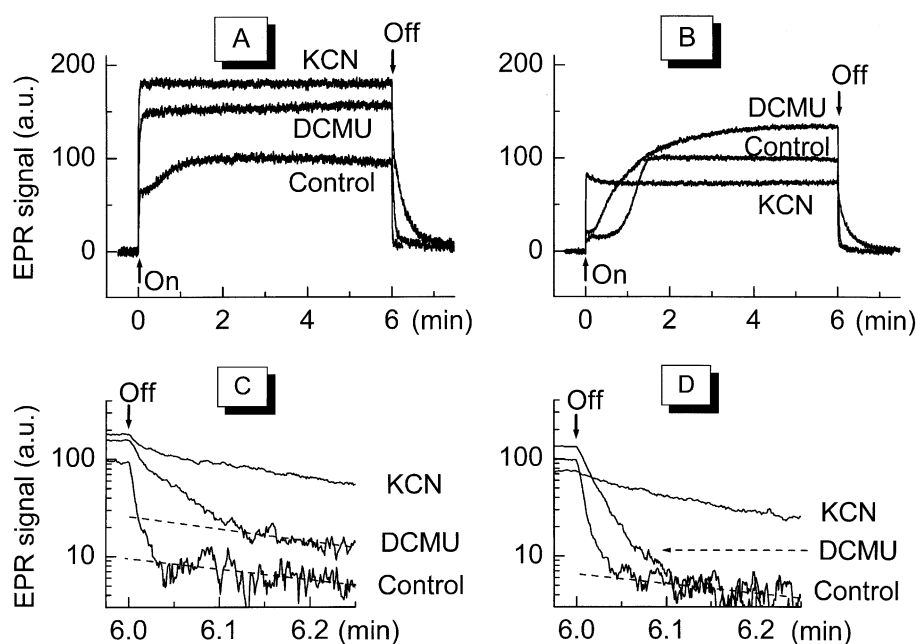 A
Off
200
KCN
DCMU
100
Control
0
On
EPR signal (a.u.)
0 2 4 6 (min)
B
Off
200
DCMU
Control
100
KCN
0
On
0 2 4 6 (min)
C
Off
100
KCN
10
DCMU
Control
EPR signal (a.u.)
6.0 6.1 6.2 (min)
D
Off
100
KCN
10
DCMU
Control
6.0 6.1 6.2 (min)